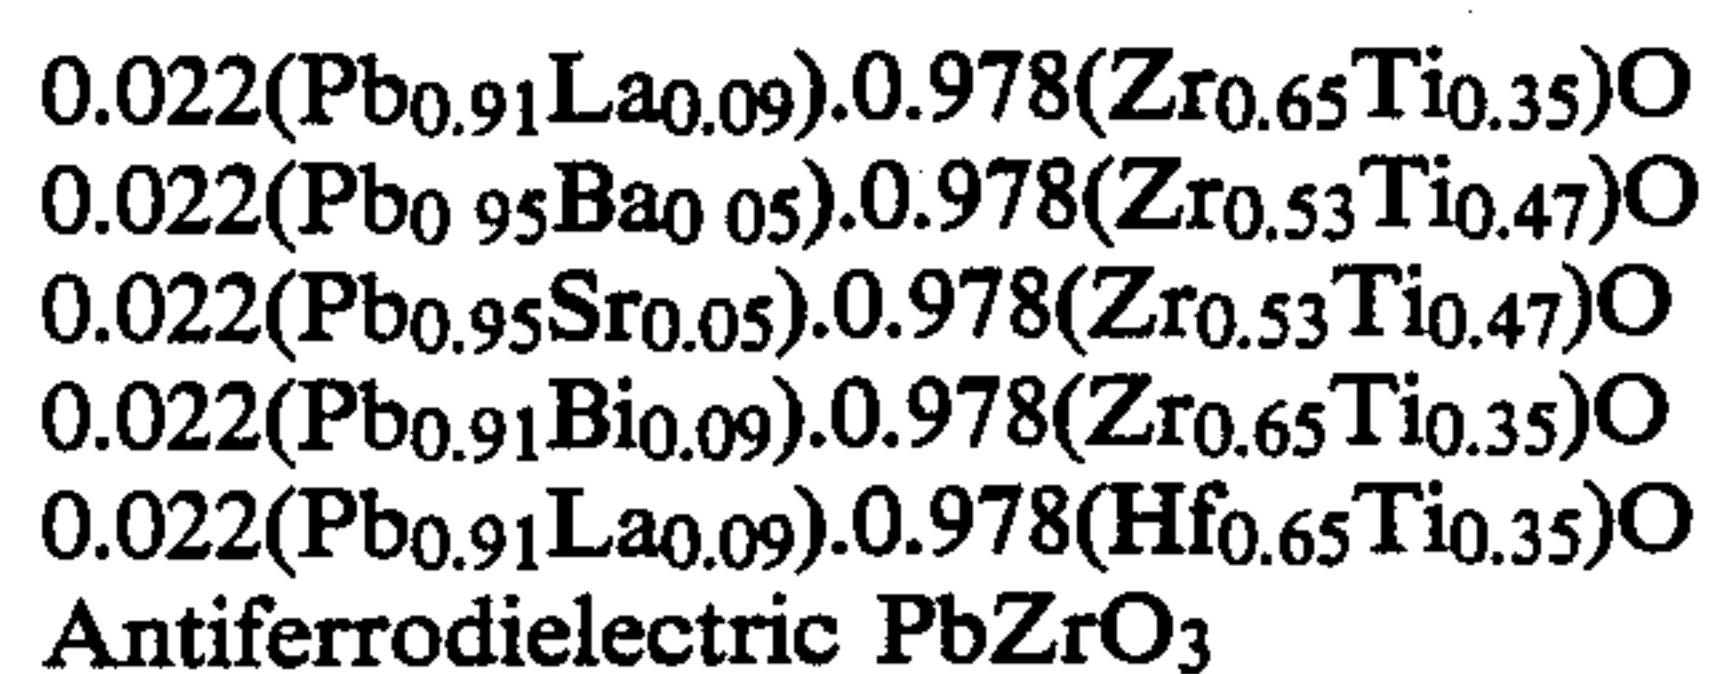 0.022(Pb0.91La0.09).0.978(Zr0.65Ti0.35)O
0.022(Pb0 95Ba0 05).0.978(Zr0.53Ti0.47)O
0.022(Pb0.95Sr0.05).0.978(Zr0.53Ti0.47)O
0.022(Pb0.91Bi0.09).0.978(Zr0.65Ti0.35)O
0.022(Pb0.91La0.09).0.978(Hf0.65Ti0.35)O
Antiferrodielectric PbZrO3